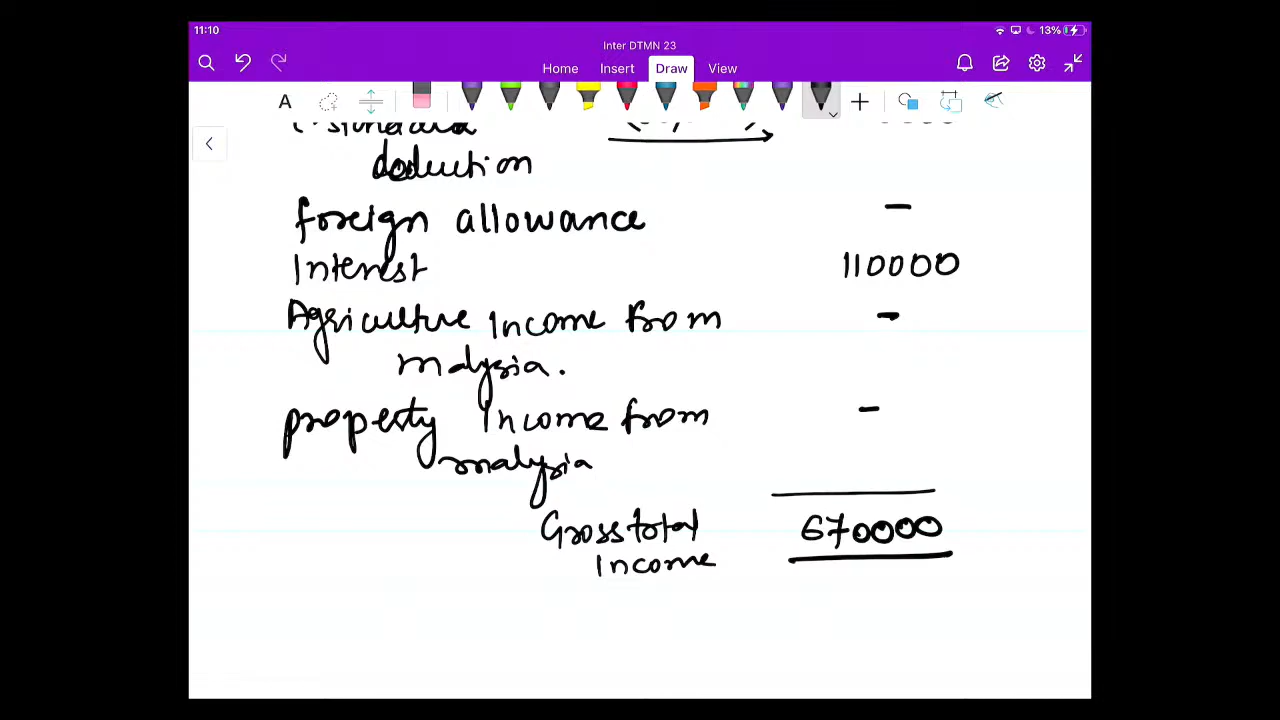 11:10
13%
Inter DTMN 23
Home Insert Draw View
A
deduction
foreign allowance –
Interest 110000
Agriculture Income from –
malysia.
property Income from –
malysia
Gross total 670000
Income